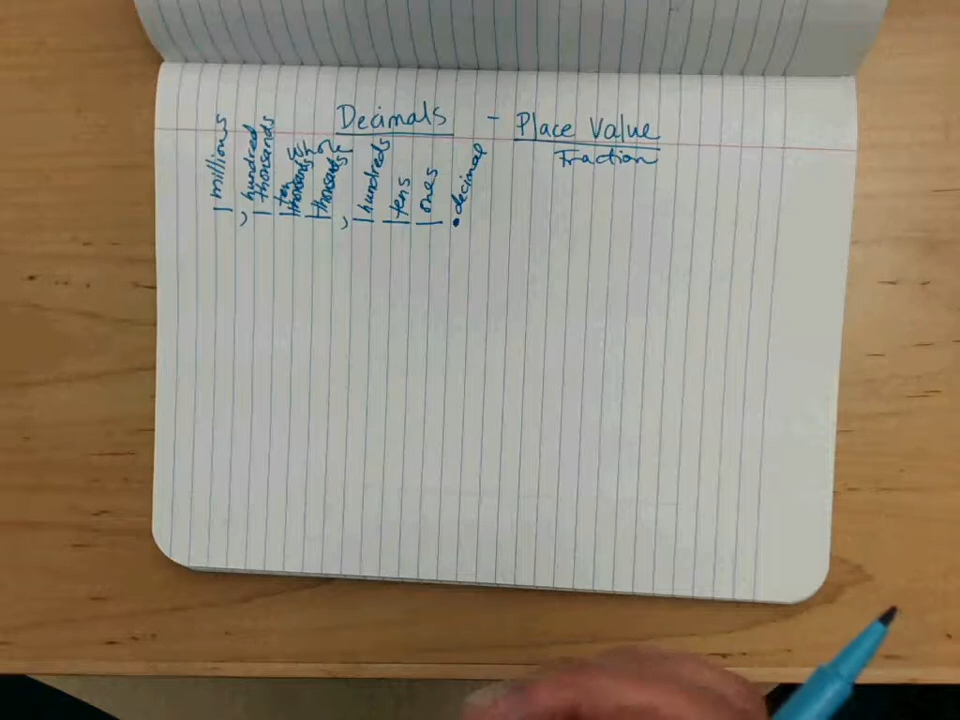 Decimals - Place Value
Fraction
millions
,
hundred
thousands
ten
thousands
thousands
,
hundreds
tens
ones
. decimal